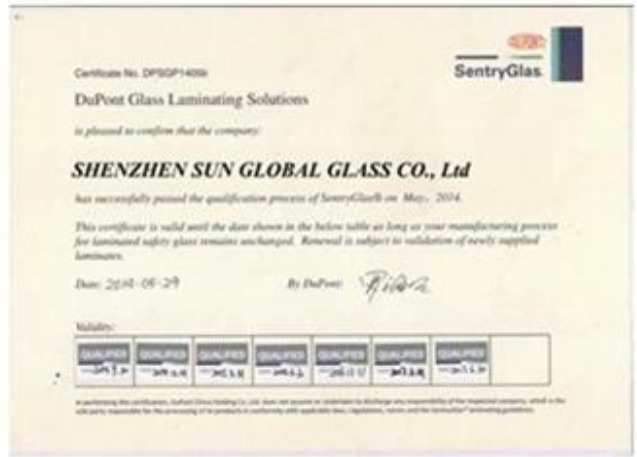 DUPONT
SentryGlas
Certificate No. DPSGP1405b
DuPont Glass Laminating Solutions
is pleased to confirm that the company:
SHENZHEN SUN GLOBAL GLASS CO., Ltd
has successfully passed the qualification process of SentryGlas® on May, 2014.
This certificate is valid until the date shown in the below table as long as your manufacturing process
for laminated safety glass remains unchanged. Renewal is subject to validation of newly supplied
laminates.
Date: 2014-05-29 By DuPont:
Validity:
QUALIFIED QUALIFIED QUALIFIED QUALIFIED QUALIFIED QUALIFIED QUALIFIED